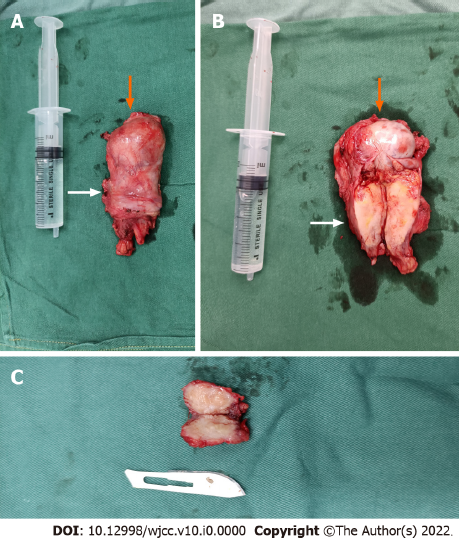 A
B
STERILE SINGLE
STERILE SINGLE
C
DOI: 10.12998/wjcc.v10.i0.0000 Copyright ©The Author(s) 2022.